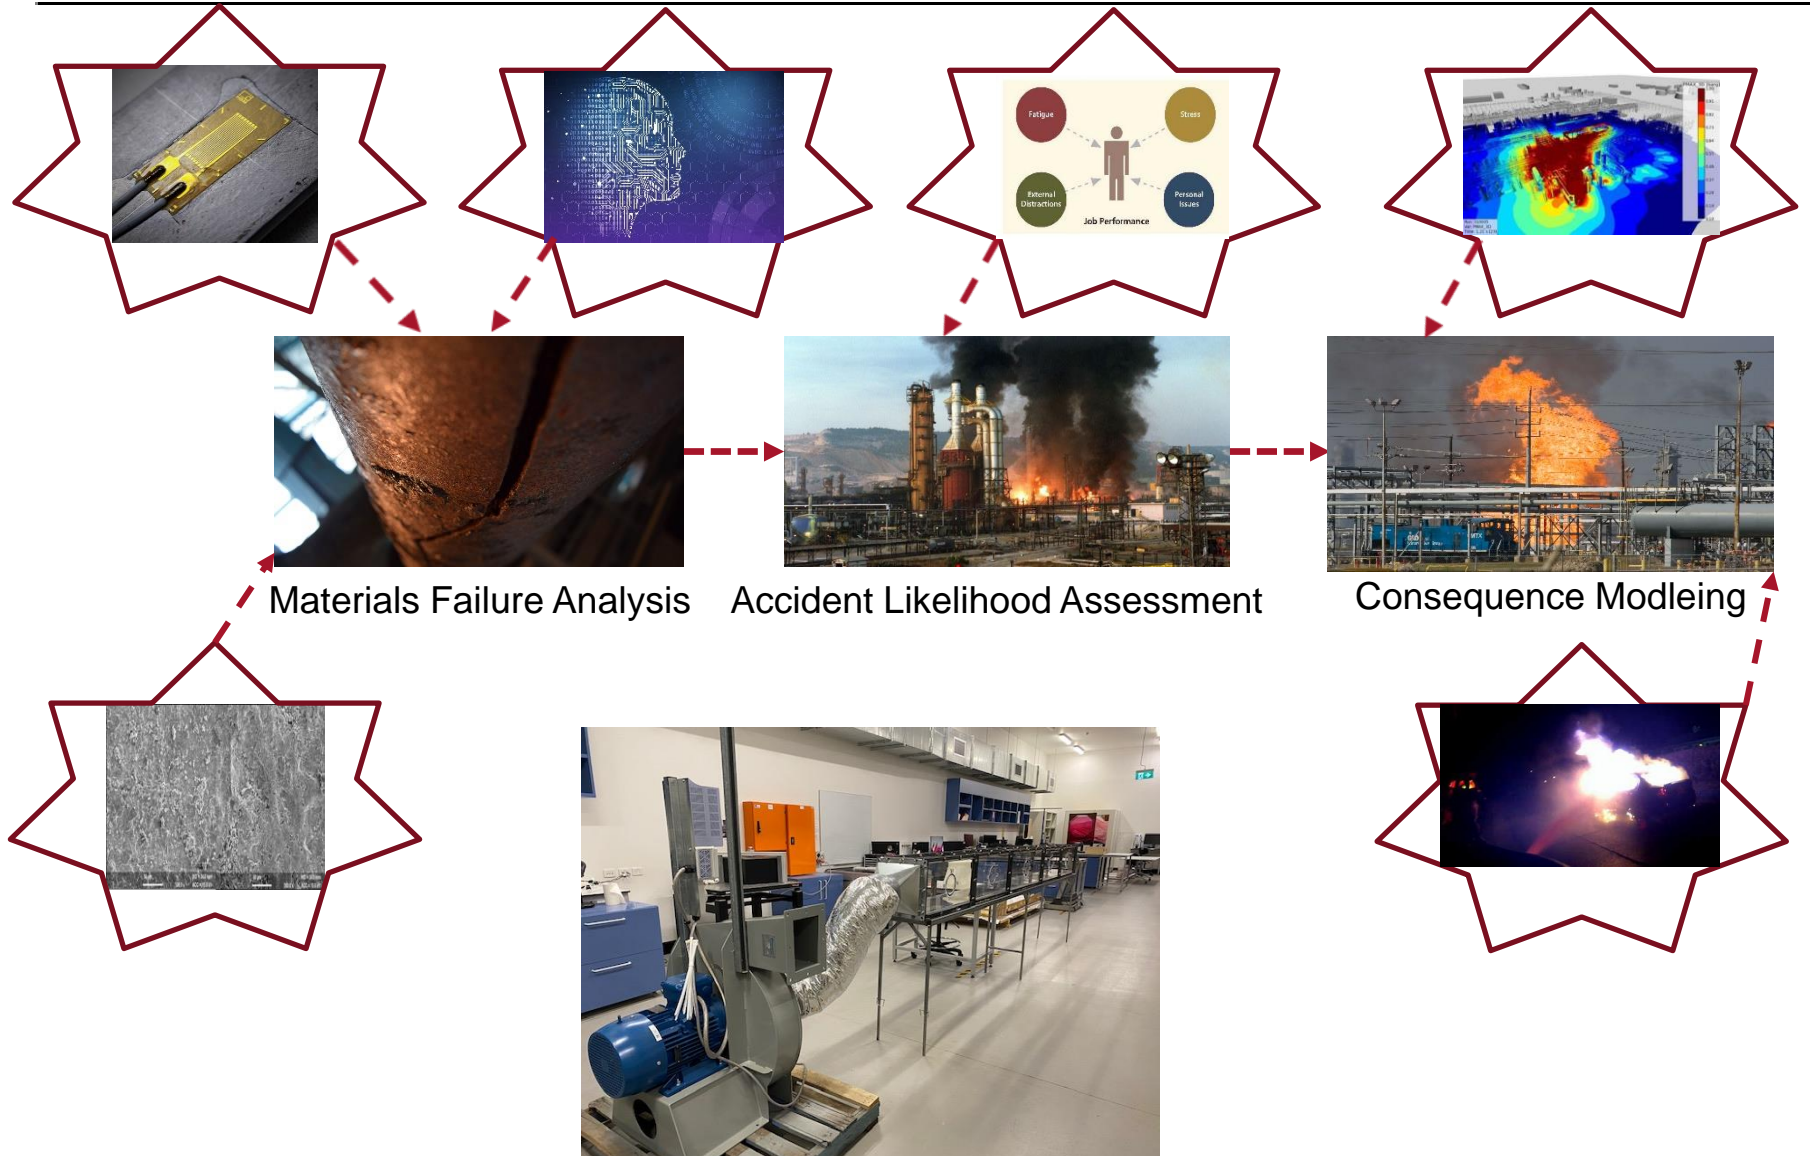 Fatigue
Stress
External
Distractions
Personal
Issues
Job Performance
Materials Failure Analysis
Accident Likelihood Assessment
Consequence Modleing